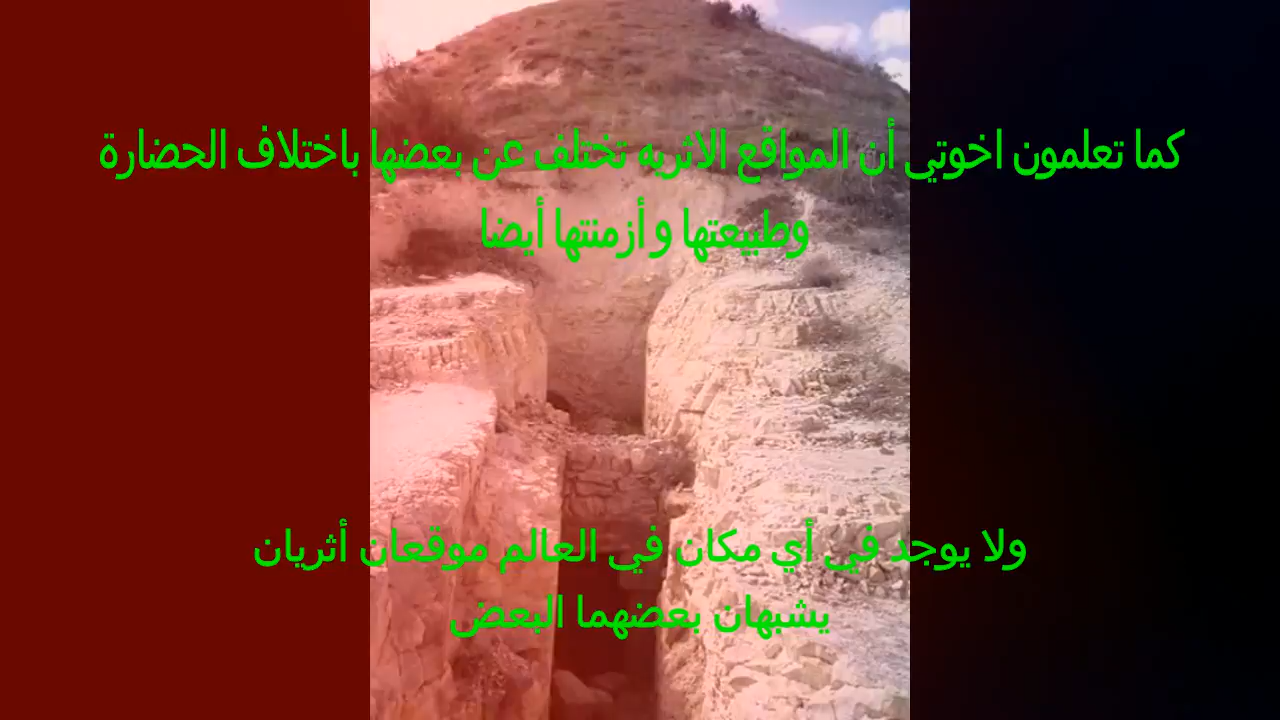 كما تعلمون اخوتي أن المواقع الاثريه تختلف عن بعضها باختلاف الحضارة
وطبيعتها و أزمنتها أيضا
ولا يوجد في أي مكان في العالم موقعان أثريان
يشبهان بعضهما البعض